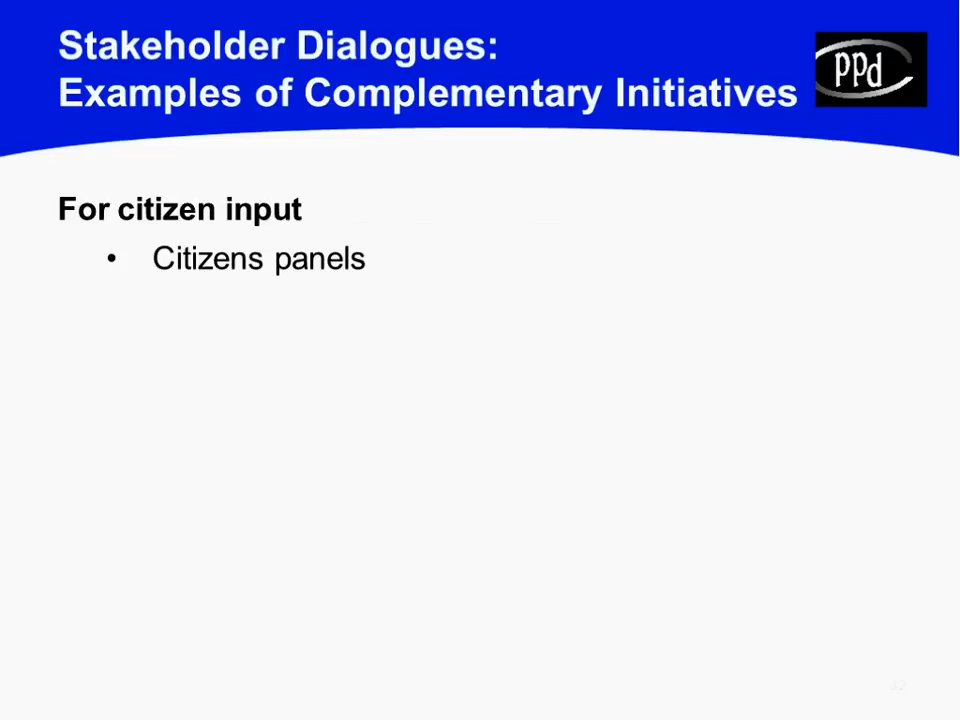 Stakeholder Dialogues:
Examples of Complementary Initiatives
PPd
For citizen input
• Citizens panels